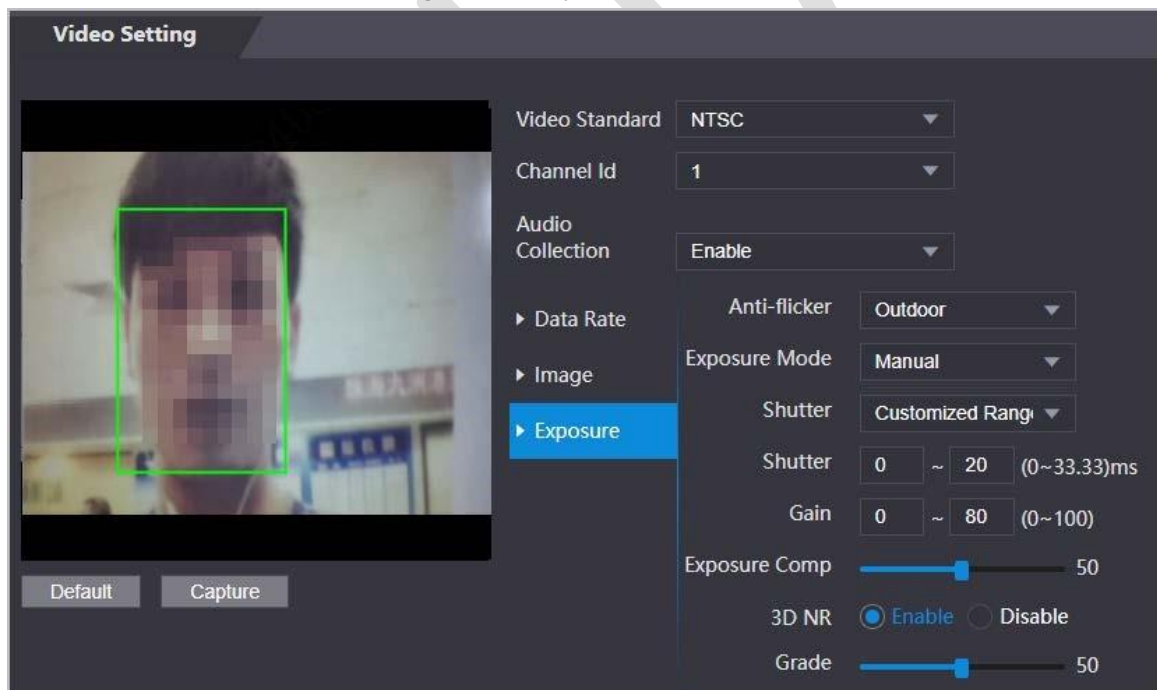 Video Setting
Video Standard NTSC
Channel Id 1
Audio
Collection Enable
Data Rate
Image
Exposure
Anti-flicker Outdoor
Exposure Mode Manual
Shutter Customized Rang
Shutter 0 ~ 20 (0~33.33)ms
Gain 0 ~ 80 (0~100)
Exposure Comp 50
3D NR Enable Disable
Grade 50
Default Capture